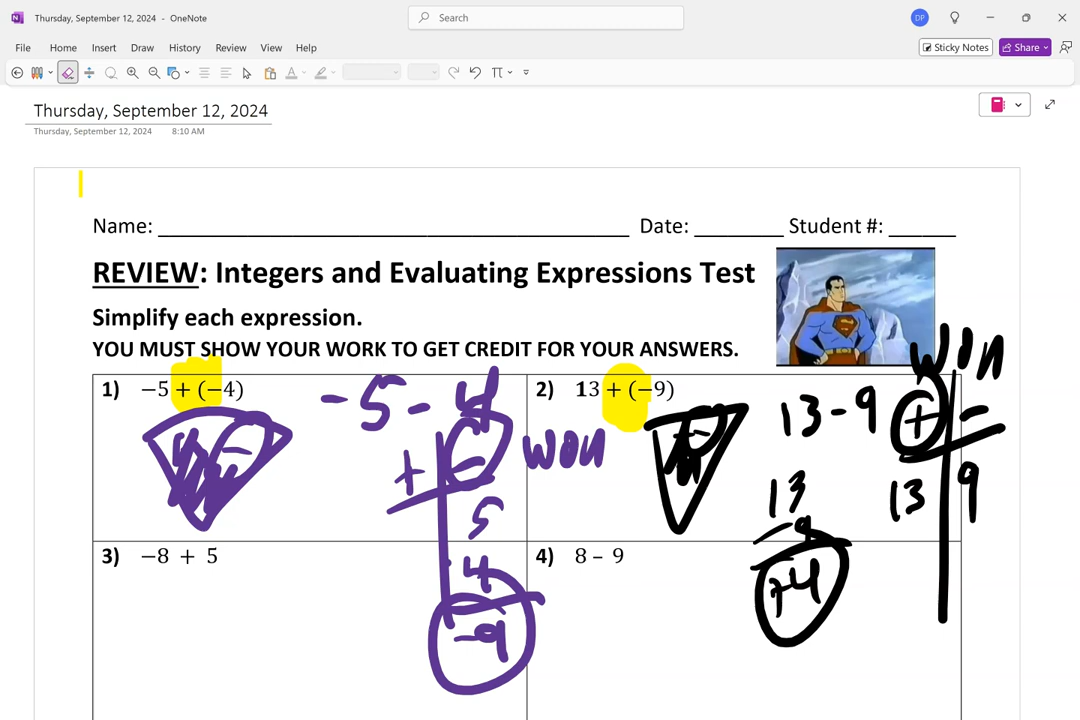 Thursday, September 12, 2024 - OneNote
Search
DP
File Home Insert Draw History Review View Help
Sticky Notes
Share
Thursday, September 12, 2024
Thursday, September 12, 2024 8:10 AM
Name: Date: Student #:
REVIEW: Integers and Evaluating Expressions Test
Simplify each expression.
YOU MUST SHOW YOUR WORK TO GET CREDIT FOR YOUR ANSWERS.
1) −5 + (−4)
-5 - 4
+ | -
won
5
4
-9
2) 13 + (−9)
13-9
won
+ | -
13 | 9
13
-9
+4
3) −8 + 5
4) 8 – 9